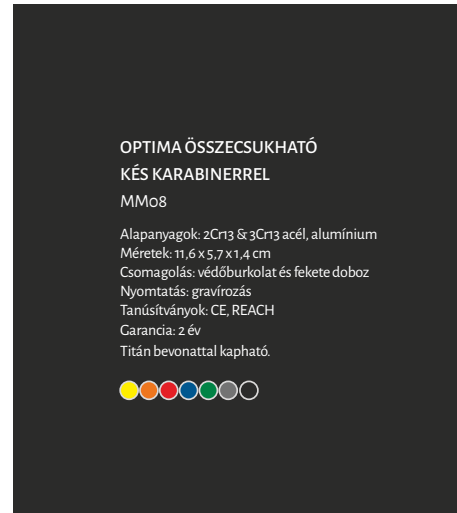 OPTIMA ÖSSZECSUKHATÓ
KÉS KARABINERREL
MM08
Alapanyagok: 2Cr13 & 3Cr13 acél, alumínium
Méretek: 11,6 x 5,7 x 1,4 cm
Csomagolás: védőburkolat és fekete doboz
Nyomtatás: gravírozás
Tanúsítványok: CE, REACH
Garancia: 2 év
Titán bevonattal kapható.